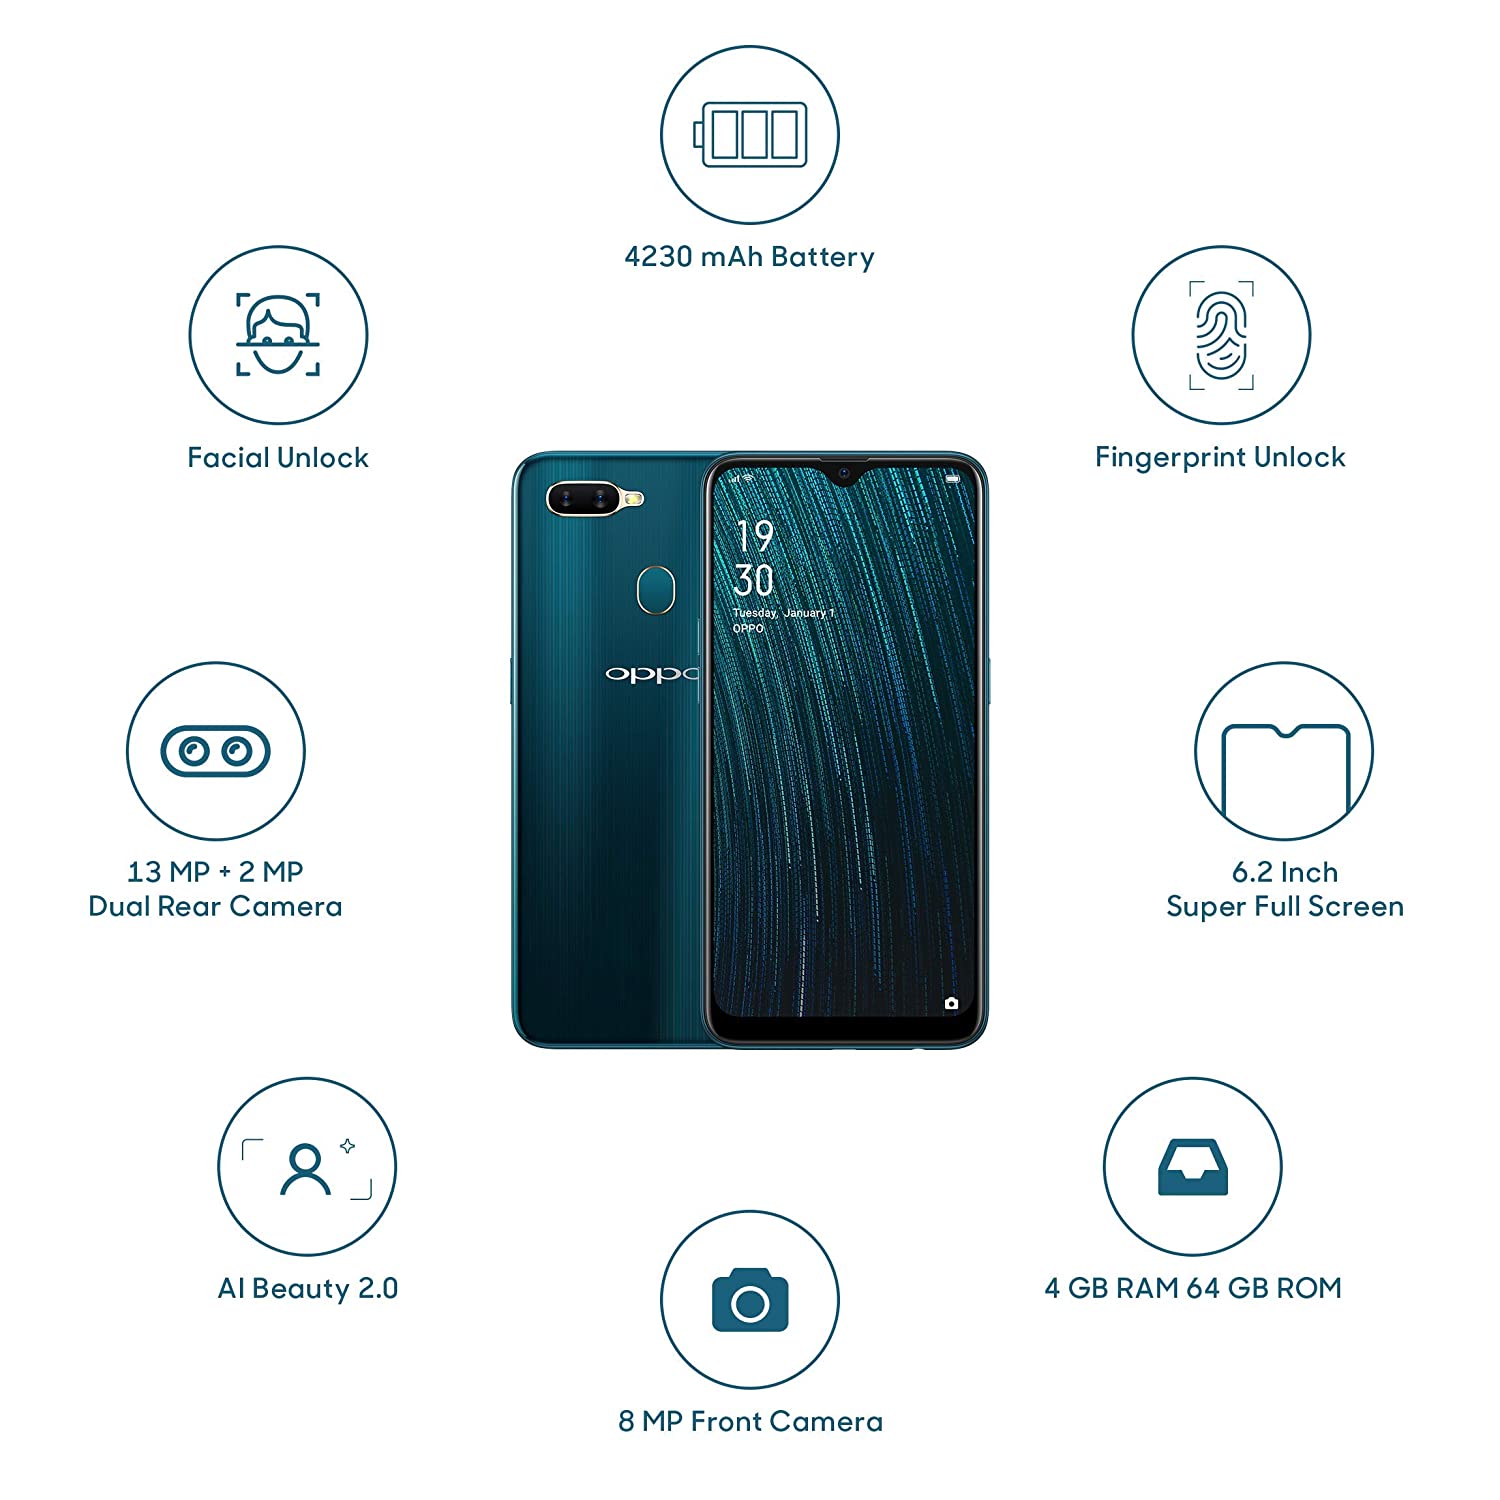 4230 mAh Battery
Facial Unlock
Fingerprint Unlock
19
30
Tuesday, January 1
OPPO
oppo
13 MP + 2 MP
Dual Rear Camera
6.2 Inch
Super Full Screen
AI Beauty 2.0
4 GB RAM 64 GB ROM
8 MP Front Camera